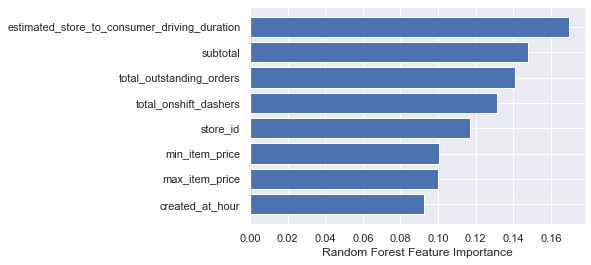 estimated_store_to_consumer_driving_duration
subtotal
total_outstanding_orders
total_onshift_dashers
store_id
min_item_price
max_item_price
created_at_hour
0.00 0.02 0.04 0.06 0.08 0.10 0.12 0.14 0.16
Random Forest Feature Importance